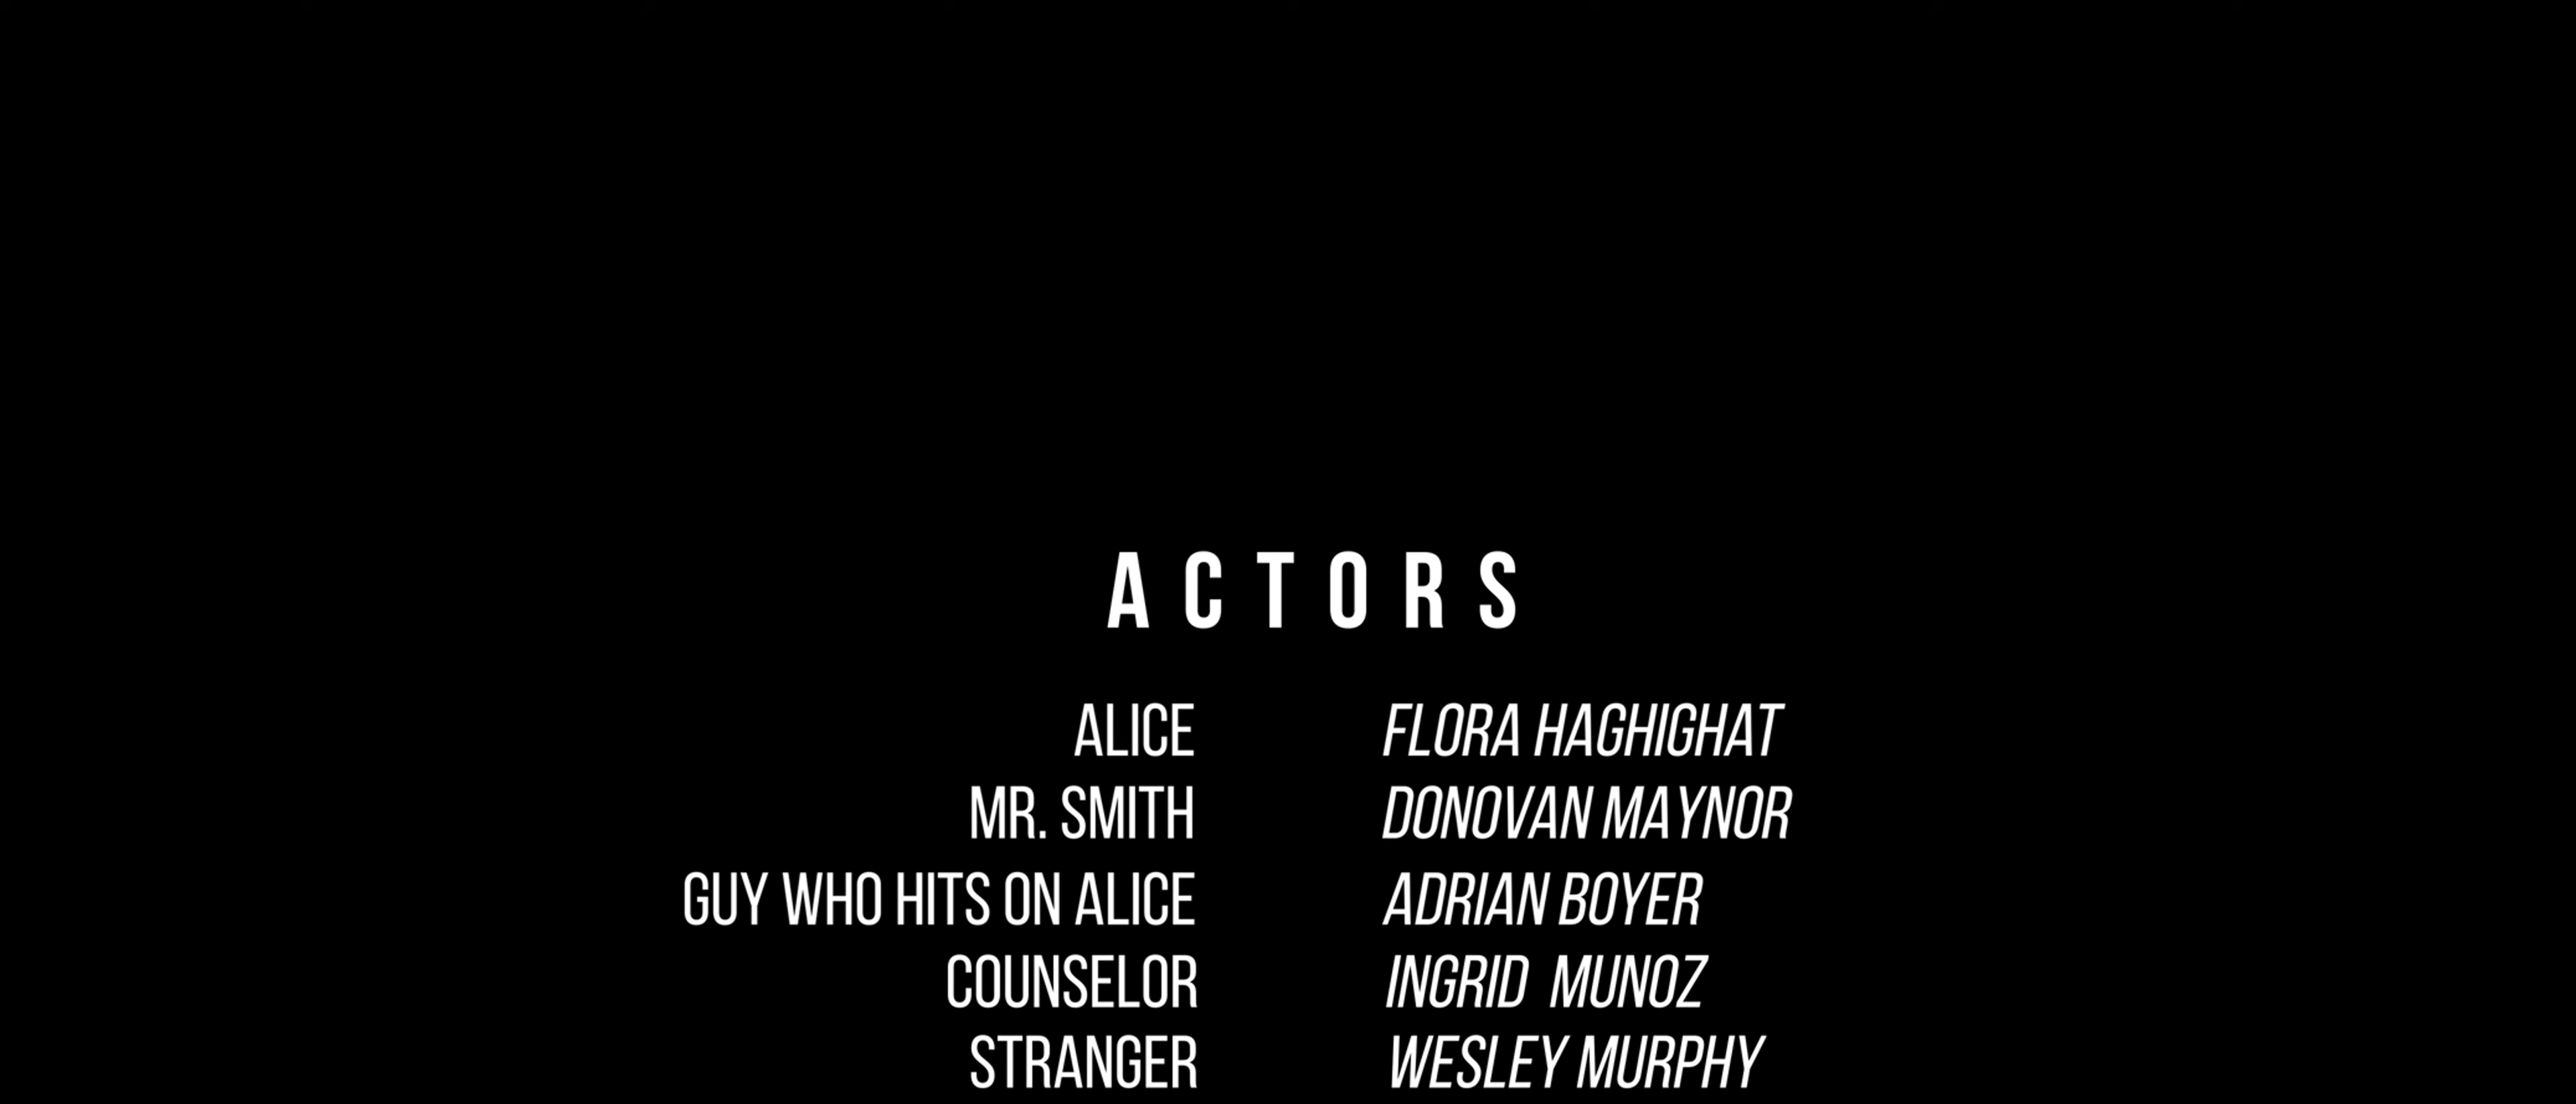 ACTORS
ALICE FLORA HAGHIGHAT
MR. SMITH DONOVAN MAYNOR
GUY WHO HITS ON ALICE ADRIAN BOYER
COUNSELOR INGRID MUNOZ
STRANGER WESLEY MURPHY